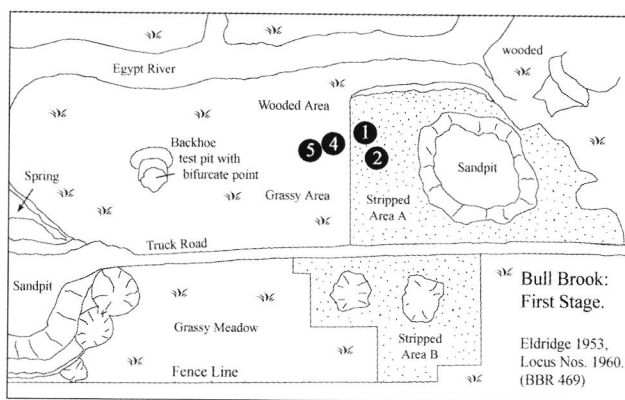 wooded
Egypt River
Wooded Area
Backhoe
test pit with
bifurcate point
5
4
1
2
Sandpit
Spring
Grassy Area
Stripped
Area A
Truck Road
Sandpit
Grassy Meadow
Stripped
Area B
Fence Line
Bull Brook:
First Stage.
Eldridge 1953,
Locus Nos. 1960.
(BBR 469)